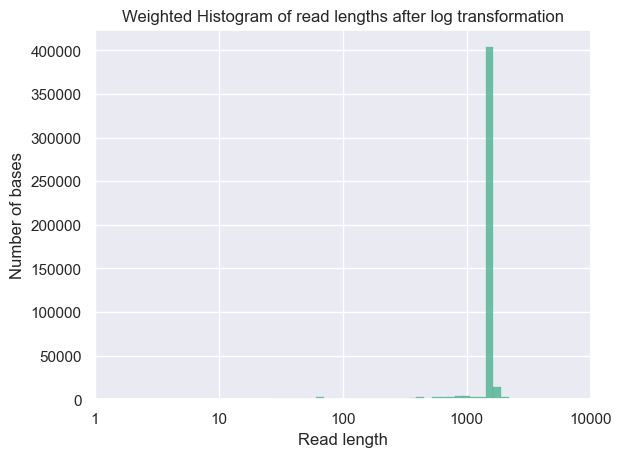 Weighted Histogram of read lengths after log transformation
400000
350000
300000
250000
200000
150000
100000
50000
0
Number of bases
1 10 100 1000 10000
Read length